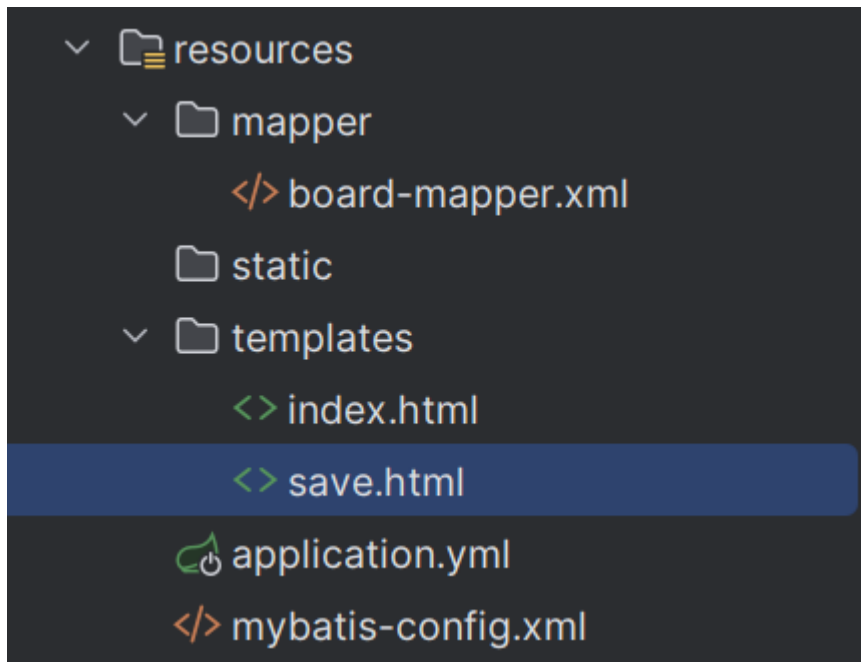 resources
mapper
board-mapper.xml
static
templates
index.html
save.html
application.yml
mybatis-config.xml